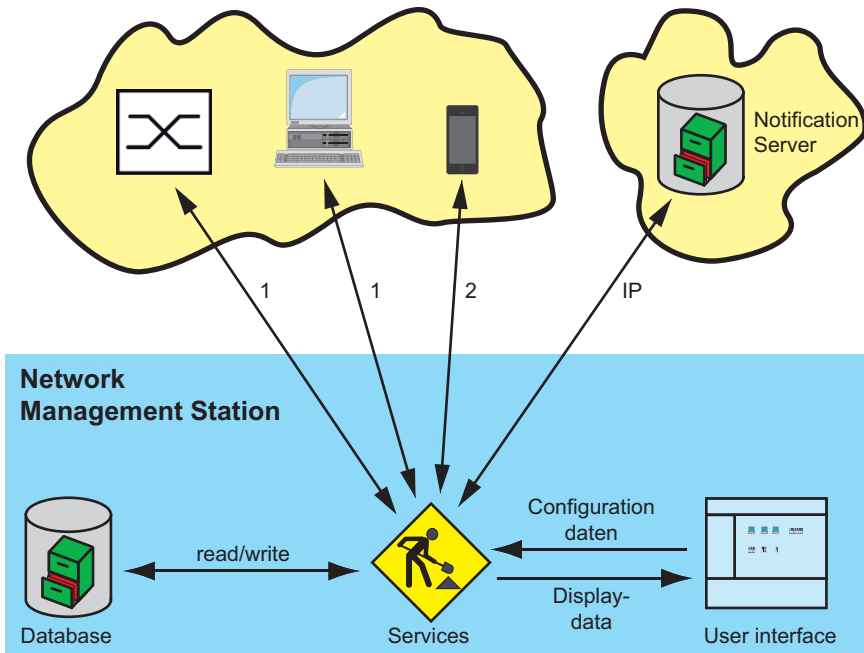 Notification
Server
1
1
2
IP
Network
Management Station
Configuration
daten
read/write
Display-
data
Database
Services
User interface